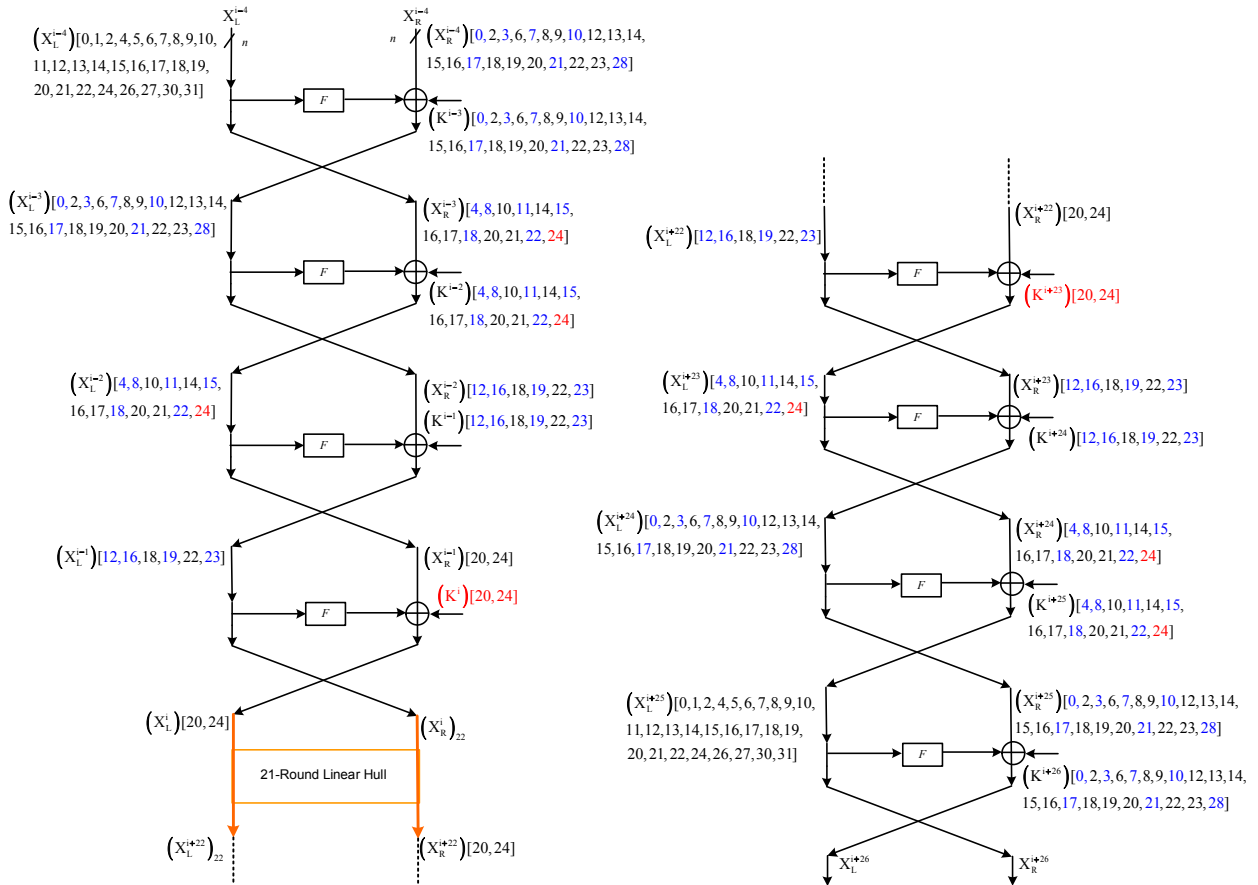 X_L^{i−4} X_R^{i−4}
n n
(X_L^{i−4})[0,1,2,4,5,6,7,8,9,10,
11,12,13,14,15,16,17,18,19,
20,21,22,24,26,27,30,31]
(X_R^{i−4})[0,2,3,6,7,8,9,10,12,13,14,
15,16,17,18,19,20,21,22,23,28]
F
(K^{i−3})[0,2,3,6,7,8,9,10,12,13,14,
15,16,17,18,19,20,21,22,23,28]
(X_L^{i−3})[0,2,3,6,7,8,9,10,12,13,14,
15,16,17,18,19,20,21,22,23,28]
(X_R^{i−3})[4,8,10,11,14,15,
16,17,18,20,21,22,24]
F
(K^{i−2})[4,8,10,11,14,15,
16,17,18,20,21,22,24]
(X_L^{i−2})[4,8,10,11,14,15,
16,17,18,20,21,22,24]
(X_R^{i−2})[12,16,18,19,22,23]
(K^{i−1})[12,16,18,19,22,23]
F
(X_L^{i−1})[12,16,18,19,22,23]
(X_R^{i−1})[20,24]
(K^i)[20,24]
F
(X_L^i)[20,24]
(X_R^i)_{22}
21-Round Linear Hull
(X_L^{i+22})_{22}
(X_R^{i+22})[20,24]
(X_R^{i+22})[20,24]
(X_L^{i+22})[12,16,18,19,22,23]
F
(K^{i+23})[20,24]
(X_L^{i+23})[4,8,10,11,14,15,
16,17,18,20,21,22,24]
(X_R^{i+23})[12,16,18,19,22,23]
F
(K^{i+24})[12,16,18,19,22,23]
(X_L^{i+24})[0,2,3,6,7,8,9,10,12,13,14,
15,16,17,18,19,20,21,22,23,28]
(X_R^{i+24})[4,8,10,11,14,15,
16,17,18,20,21,22,24]
F
(K^{i+25})[4,8,10,11,14,15,
16,17,18,20,21,22,24]
(X_L^{i+25})[0,1,2,4,5,6,7,8,9,10,
11,12,13,14,15,16,17,18,19,
20,21,22,24,26,27,30,31]
(X_R^{i+25})[0,2,3,6,7,8,9,10,12,13,14,
15,16,17,18,19,20,21,22,23,28]
F
(K^{i+26})[0,2,3,6,7,8,9,10,12,13,14,
15,16,17,18,19,20,21,22,23,28]
X_L^{i+26} X_R^{i+26}